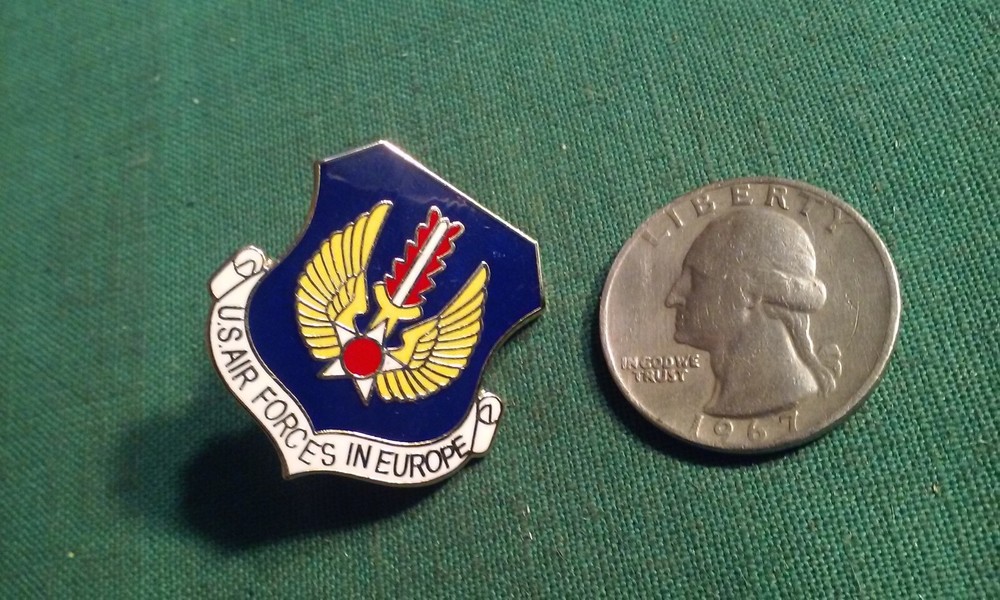 U.S. AIR FORCES IN EUROPE
LIBERTY
IN GOD WE
TRUST
1967